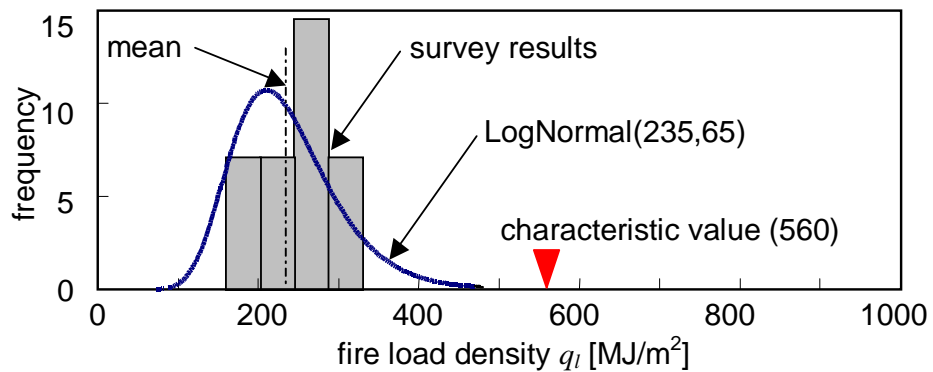 15
mean
survey results
10
LogNormal(235,65)
frequency
5
characteristic value (560)
0
0 200 400 600 800 1000
fire load density qₗ [MJ/m²]